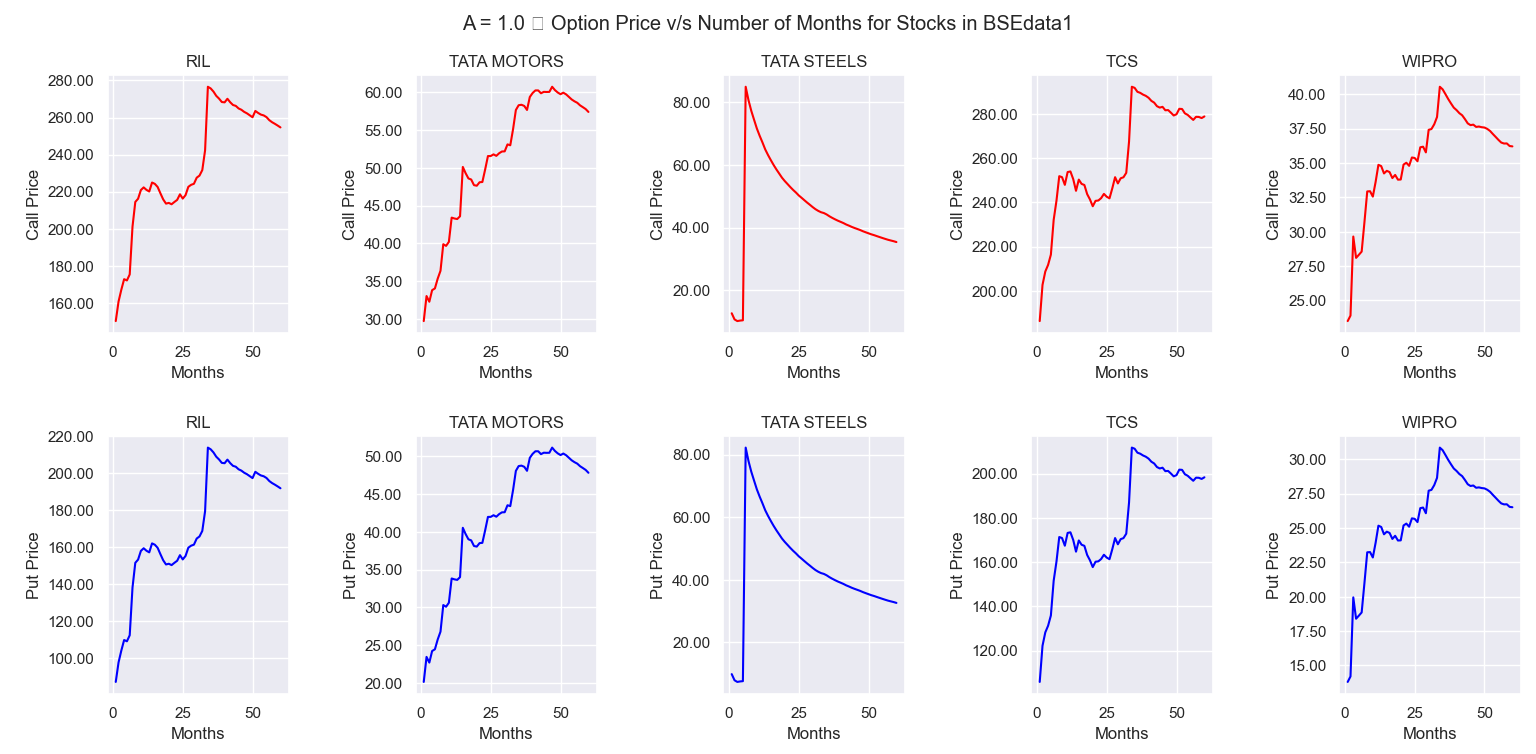 A = 1.0 Option Price v/s Number of Months for Stocks in BSEdata1
RIL
TATA MOTORS
TATA STEELS
TCS
WIPRO
Call Price
280.00
260.00
240.00
220.00
200.00
180.00
160.00
0 25 50
Months
Call Price
60.00
55.00
50.00
45.00
40.00
35.00
30.00
0 25 50
Months
Call Price
80.00
60.00
40.00
20.00
0 25 50
Months
Call Price
280.00
260.00
240.00
220.00
200.00
0 25 50
Months
Call Price
40.00
37.50
35.00
32.50
30.00
27.50
25.00
0 25 50
Months
RIL
TATA MOTORS
TATA STEELS
TCS
WIPRO
Put Price
220.00
200.00
180.00
160.00
140.00
120.00
100.00
0 25 50
Months
Put Price
50.00
45.00
40.00
35.00
30.00
25.00
20.00
0 25 50
Months
Put Price
80.00
60.00
40.00
20.00
0 25 50
Months
Put Price
200.00
180.00
160.00
140.00
120.00
0 25 50
Months
Put Price
30.00
27.50
25.00
22.50
20.00
17.50
15.00
0 25 50
Months